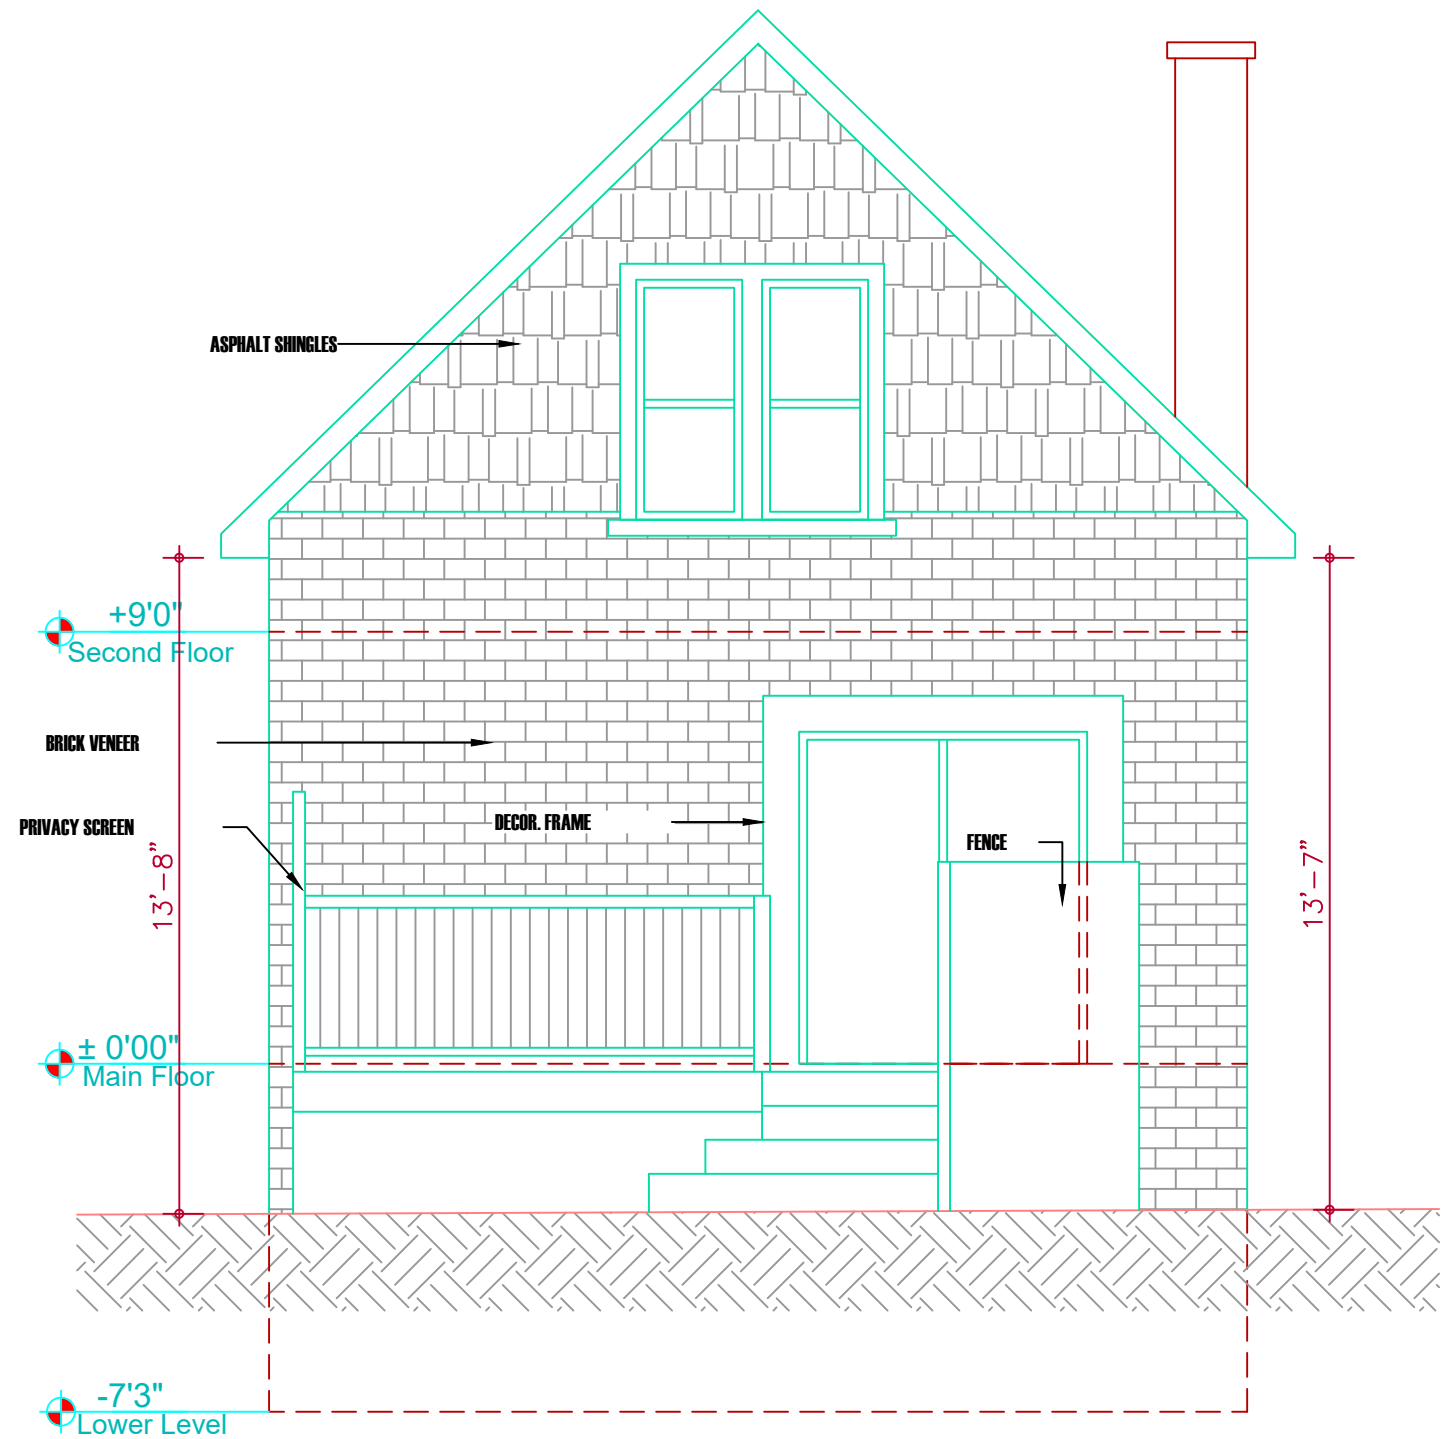 ASPHALT SHINGLES
+9'0"
Second Floor
BRICK VENEER
DECOR. FRAME
PRIVACY SCREEN
FENCE
13'-8"
13'-7"
± 0'00"
Main Floor
-7'3"
Lower Level